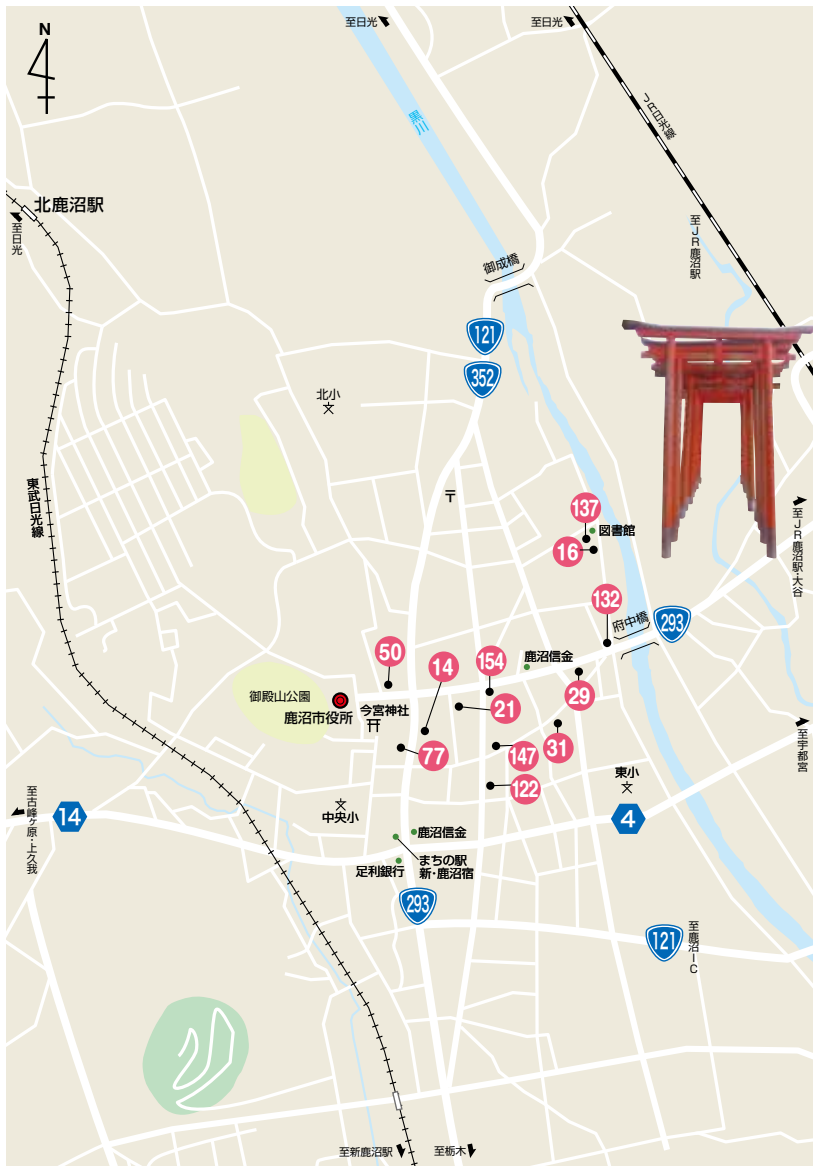 N
至日光
至日光
黒川
JR日光線
北鹿沼駅
至日光
至JR鹿沼駅
御成橋
121
352
北小
東武日光線
〒
137
図書館
16
至JR鹿沼駅・大谷
132
府中橋
293
50
14
154
鹿沼信金
29
御殿山公園
鹿沼市役所
今宮神社
21
31
77
147
122
至宇都宮
東小
文
文
至古峰ヶ原・上久我
14
中央小
文
4
鹿沼信金
まちの駅
新・鹿沼宿
足利銀行
293
121
至鹿沼IC
至新鹿沼駅
至栃木